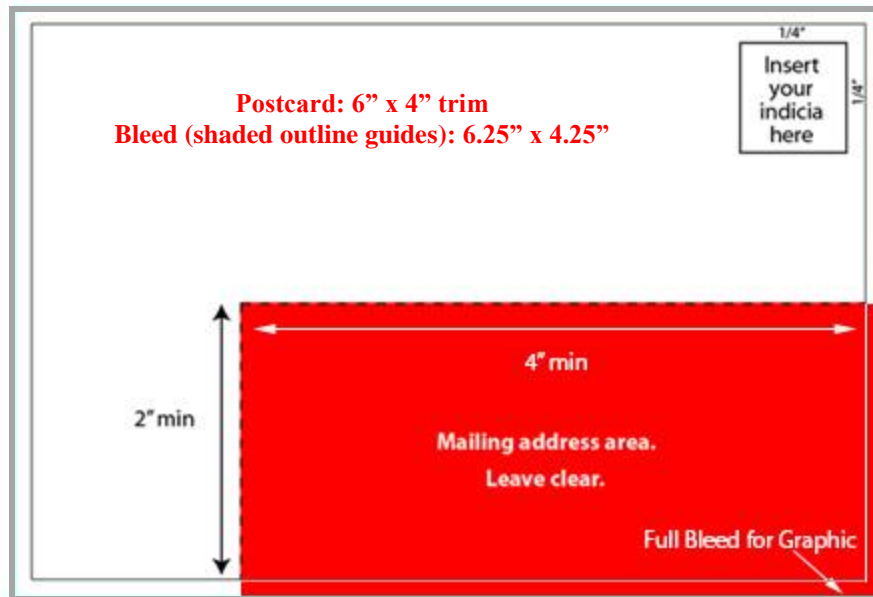 1/4"
Insert
your
indicia
here
1/4"
Postcard: 6” x 4” trim
Bleed (shaded outline guides): 6.25” x 4.25”
4” min
2” min
Mailing address area.
Leave clear.
Full Bleed for Graphic